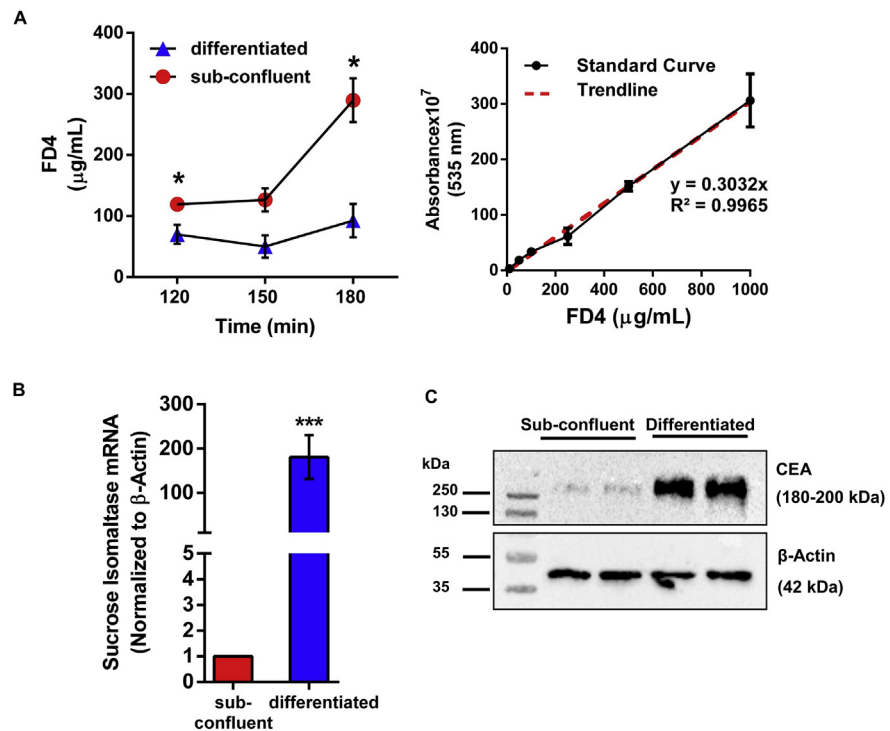 A
400
300
200
100
0
FD4
(μg/mL)
differentiated
sub-confluent
*
*
120
150
180
Time (min)
400
300
200
100
0
Absorbancex10⁷
(535 nm)
Standard Curve
Trendline
y = 0.3032x
R² = 0.9965
0
200
400
600
800
1000
FD4 (μg/mL)
B
Sucrose Isomaltase mRNA
(Normalized to β-Actin)
300
200
100
5
4
3
2
1
0
***
sub-
confluent
differentiated
C
Sub-confluent
Differentiated
kDa
250
130
55
35
CEA
(180-200 kDa)
β-Actin
(42 kDa)